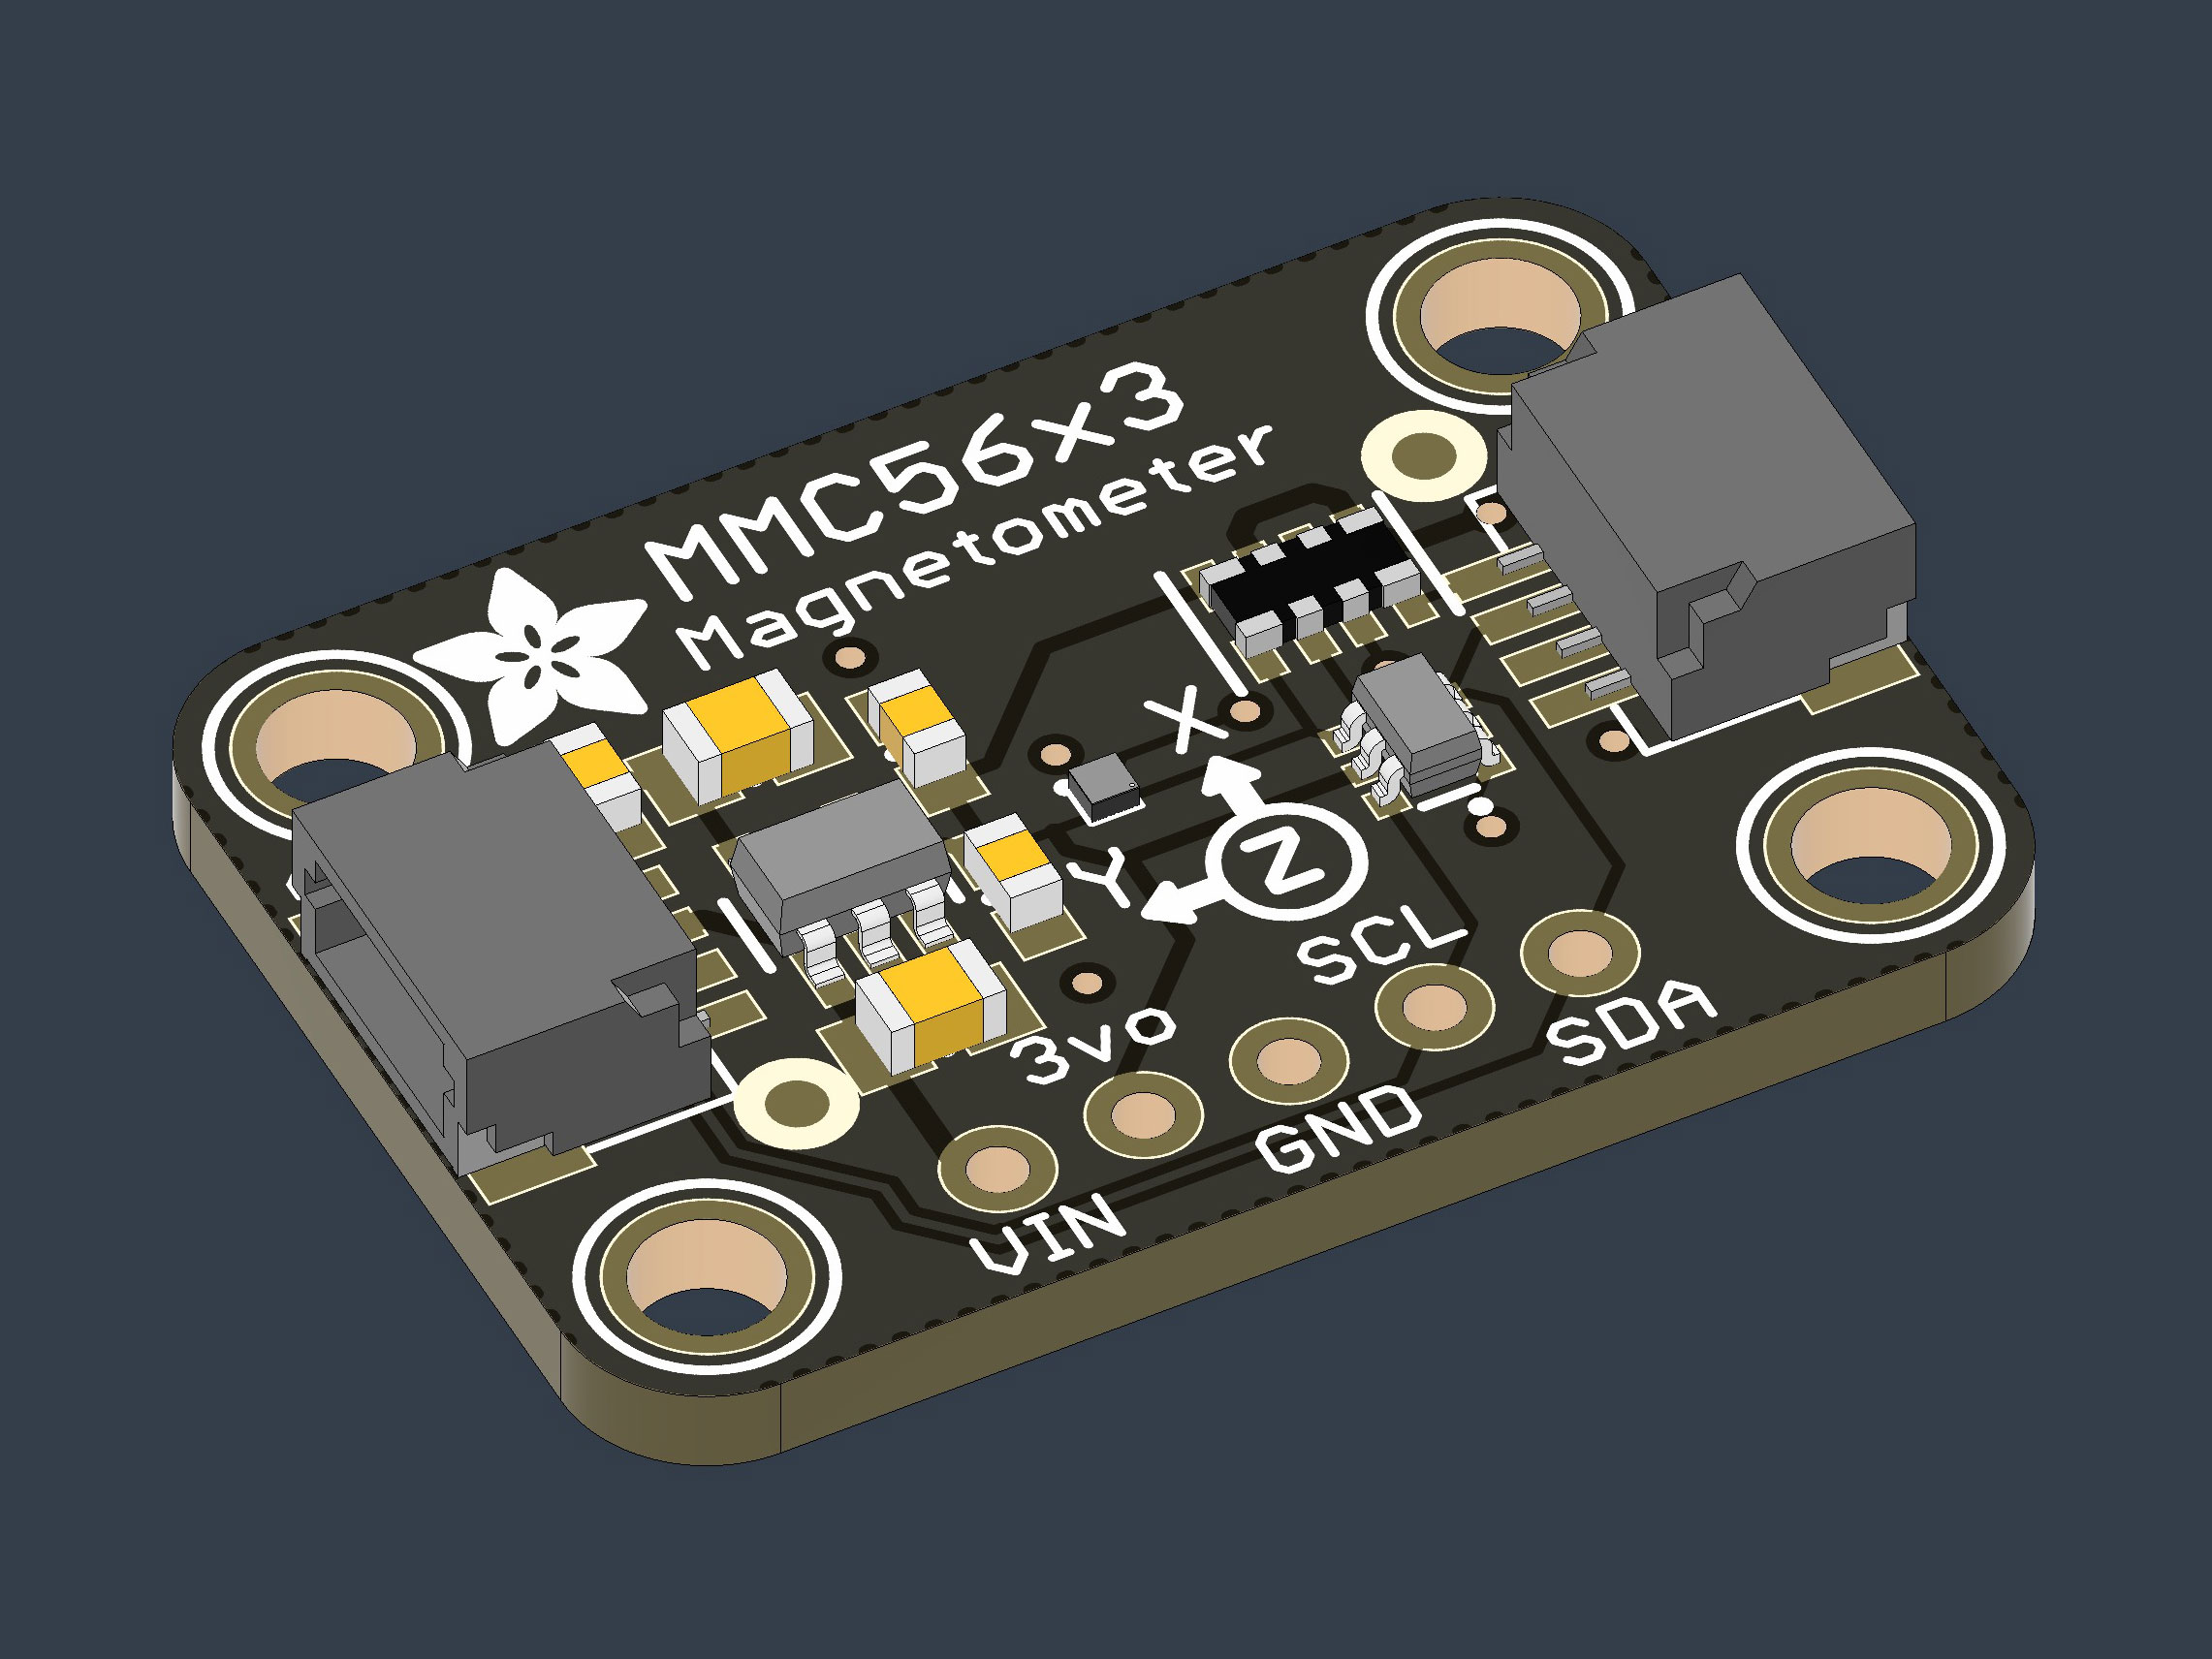 MMC56x3
Magnetometer
X
Y
Z
SCL
SDA
3vo
GND
VIN